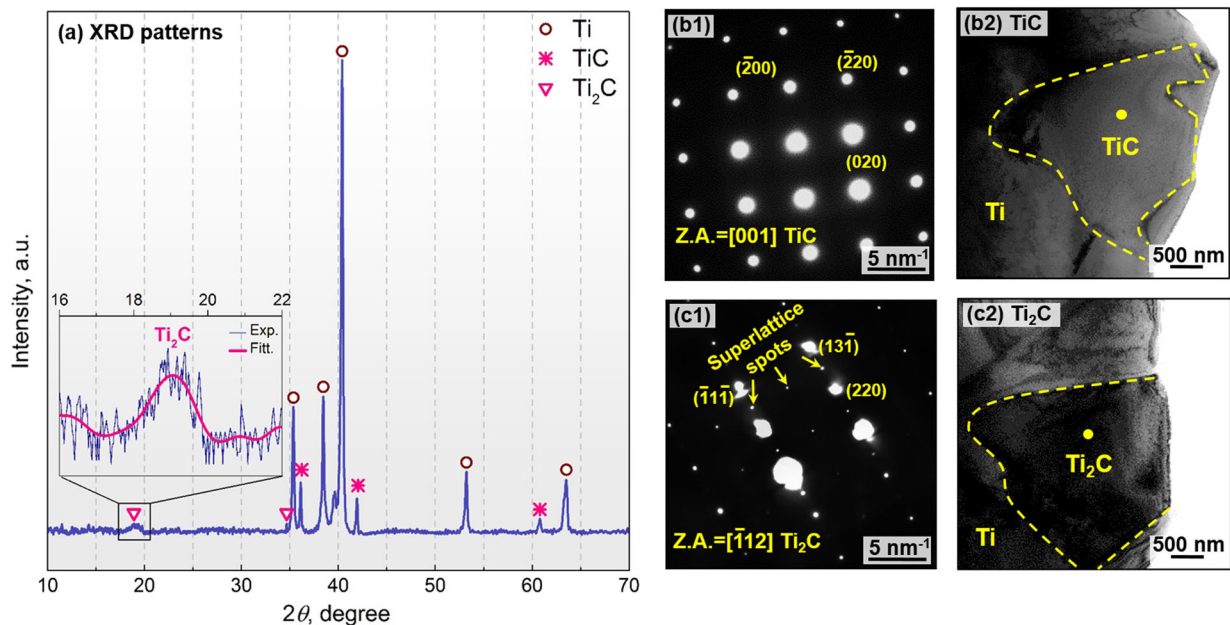 (a) XRD patterns
Ti
TiC
Ti₂C
Intensity, a.u.
16 18 20 22
Ti₂C
Exp.
Fitt.
10 20 30 40 50 60 70
2θ, degree
(b1)
(2̄00)
(2̄20)
(020)
Z.A.=[001] TiC
5 nm⁻¹
(b2) TiC
TiC
Ti
500 nm
(c1)
Superlattice
spots
(131̄)
(1̄11̄)
(220)
Z.A.=[1̄12] Ti₂C
5 nm⁻¹
(c2) Ti₂C
Ti₂C
Ti
500 nm